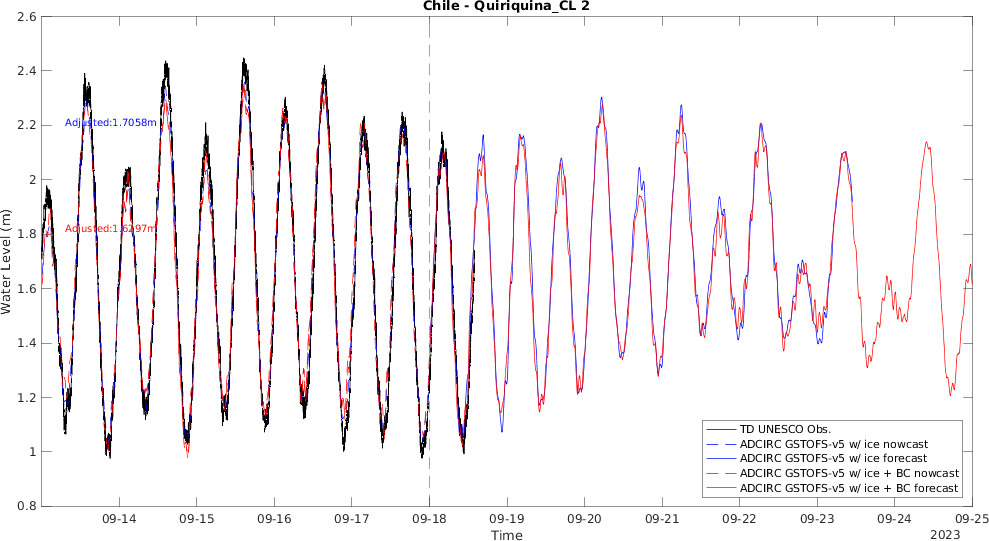 Chile - Quiriquina_CL 2
2.6
2.4
2.2
2
1.8
1.6
1.4
1.2
1
0.8
Water Level (m)
Adjusted:1.7058m
Adjusted:1.6297m
09-14
09-15
09-16
09-17
09-18
09-19
09-20
09-21
09-22
09-23
09-24
09-25
Time
2023
TD UNESCO Obs.
ADCIRC GSTOFS-v5 w/ ice nowcast
ADCIRC GSTOFS-v5 w/ ice forecast
ADCIRC GSTOFS-v5 w/ ice + BC nowcast
ADCIRC GSTOFS-v5 w/ ice + BC forecast